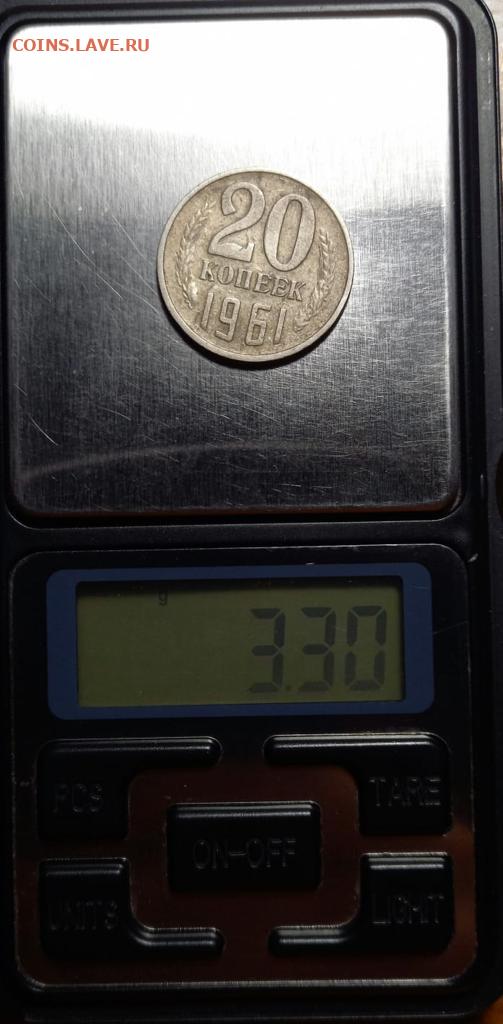 COINS.LAVE.RU
20
КОПЕЕК
1961
g
3.30
PCS
TARE
ON-OFF
UNITS
LIGHT